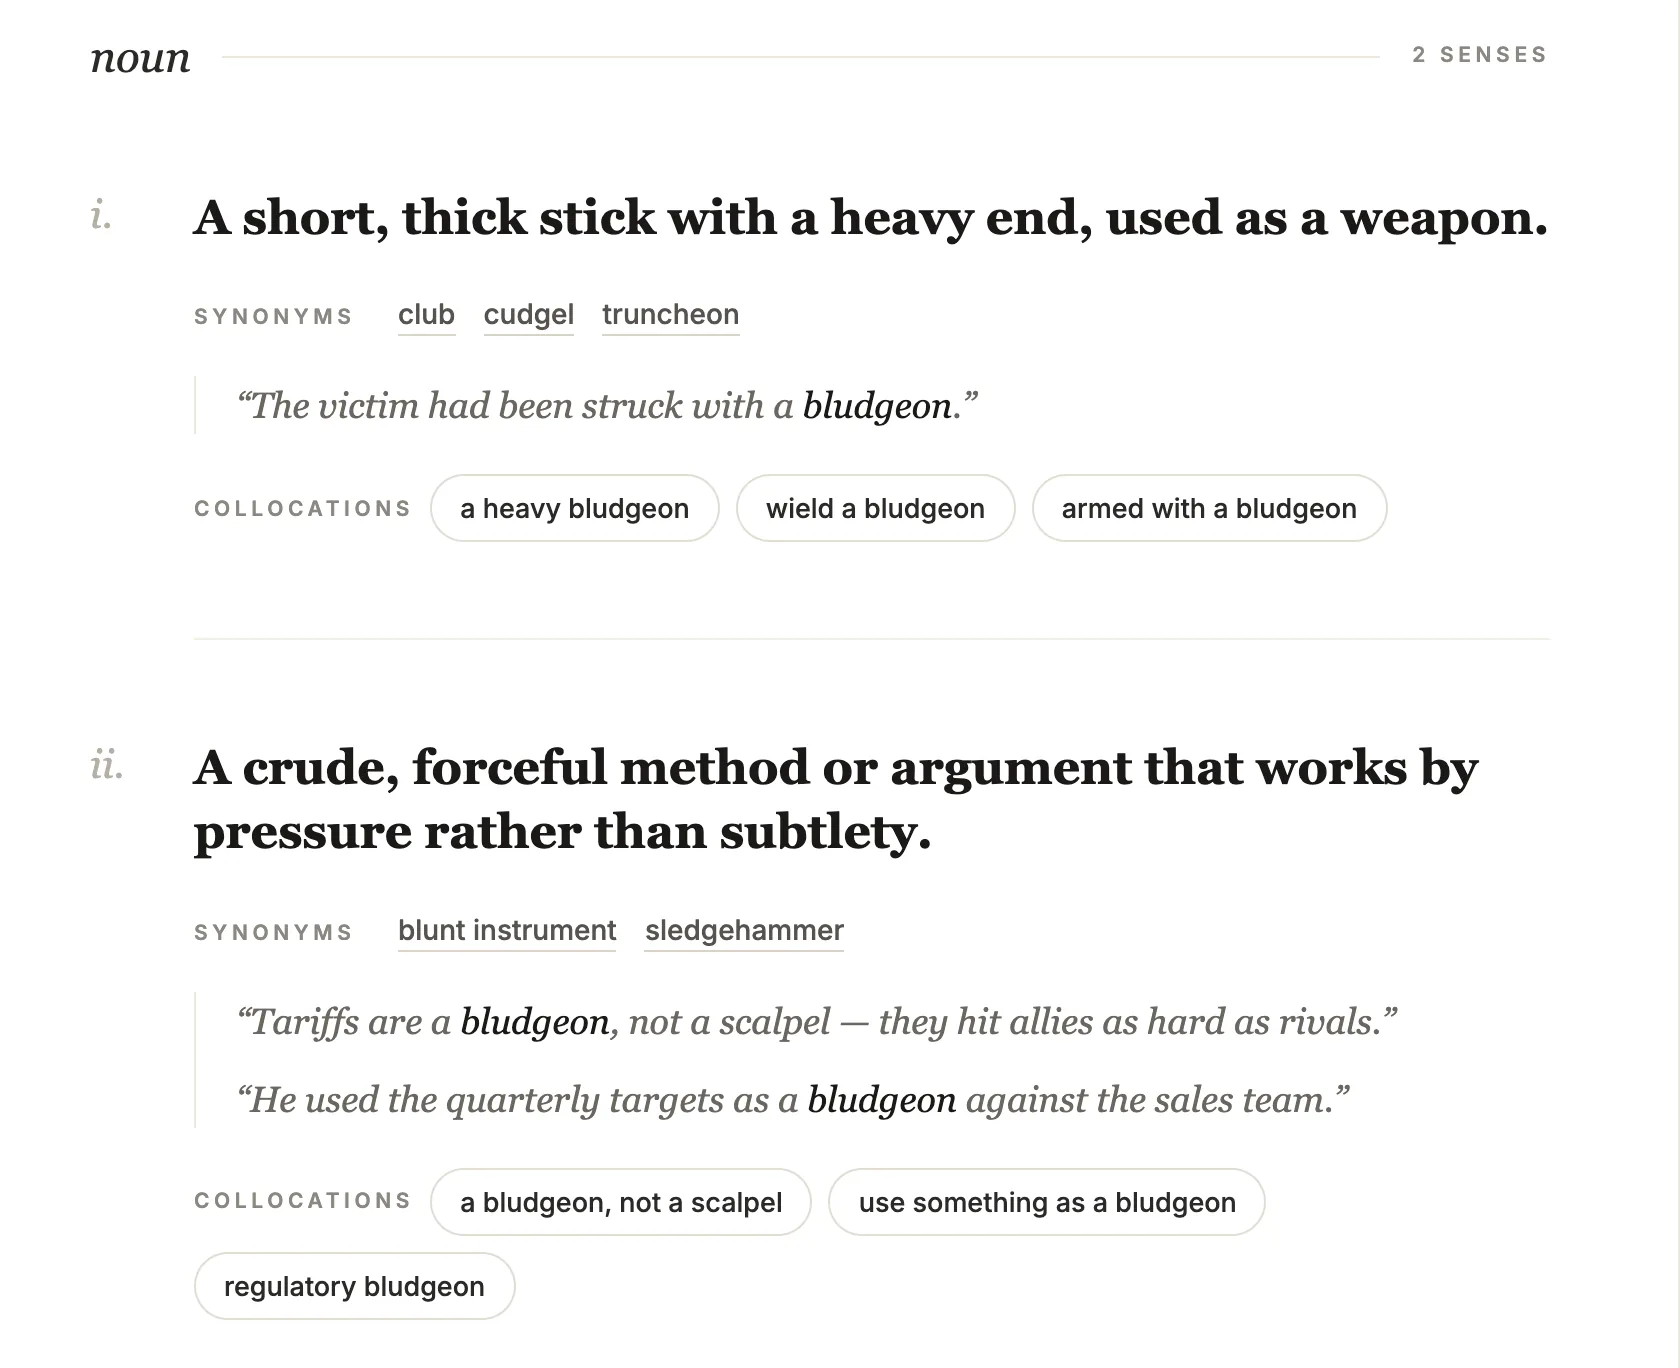 noun
2 SENSES
i.
A short, thick stick with a heavy end, used as a weapon.
SYNONYMS club cudgel truncheon
“The victim had been struck with a bludgeon.”
COLLOCATIONS a heavy bludgeon wield a bludgeon armed with a bludgeon
ii.
A crude, forceful method or argument that works by
pressure rather than subtlety.
SYNONYMS blunt instrument sledgehammer
“Tariffs are a bludgeon, not a scalpel — they hit allies as hard as rivals.”
“He used the quarterly targets as a bludgeon against the sales team.”
COLLOCATIONS a bludgeon, not a scalpel use something as a bludgeon
regulatory bludgeon